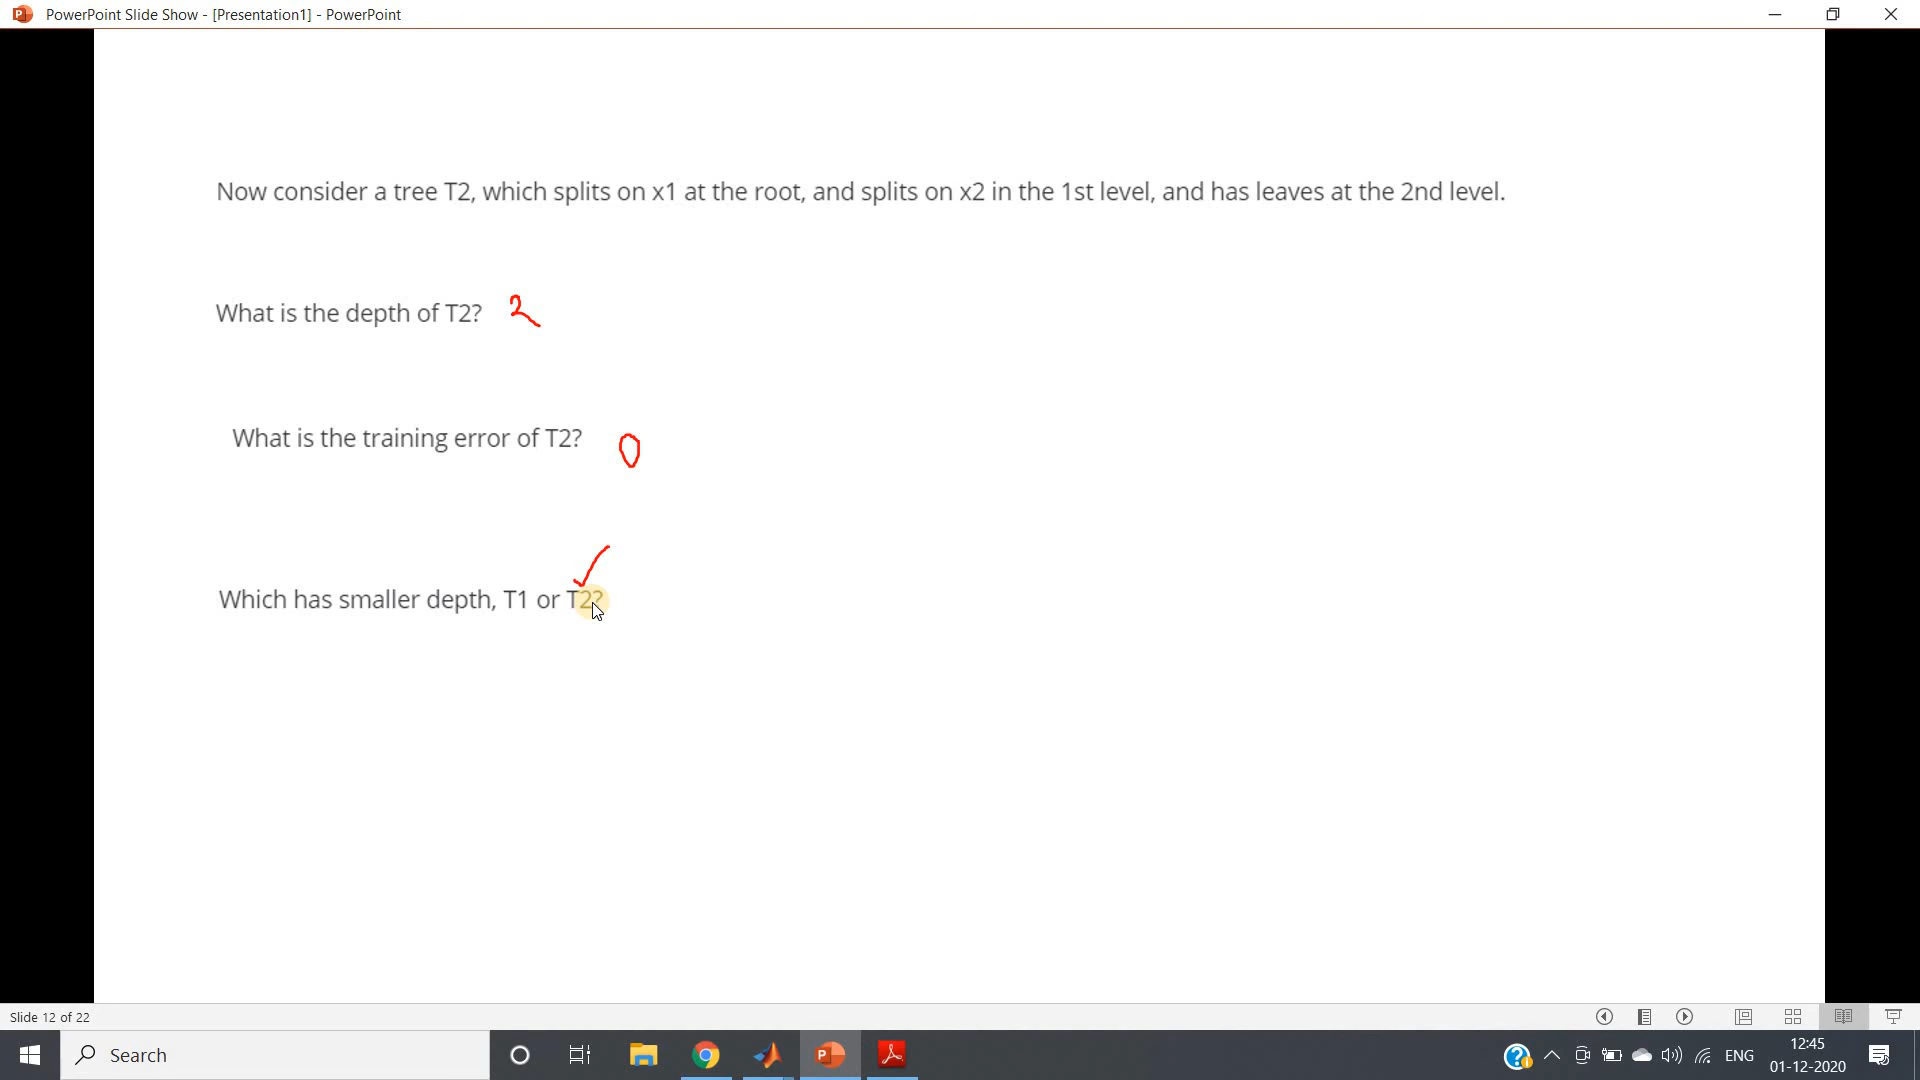 PowerPoint Slide Show - [Presentation1] - PowerPoint
Now consider a tree T2, which splits on x1 at the root, and splits on x2 in the 1st level, and has leaves at the 2nd level.
What is the depth of T2? 2
What is the training error of T2? 0
Which has smaller depth, T1 or T2?
Slide 12 of 22
Search
ENG
12:45
01-12-2020